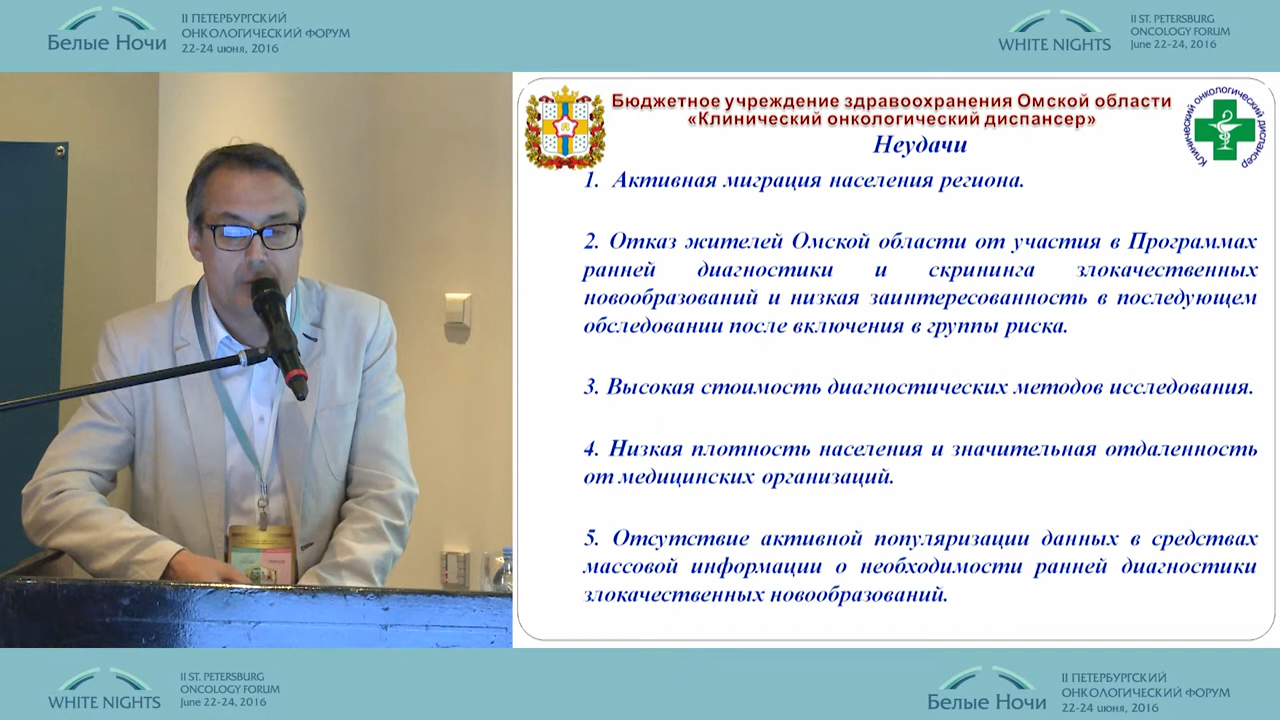 Белые Ночи
II ПЕТЕРБУРГСКИЙ
ОНКОЛОГИЧЕСКИЙ ФОРУМ
22-24 июня, 2016
WHITE NIGHTS
II ST. PETERSBURG
ONCOLOGY FORUM
June 22-24, 2016
Бюджетное учреждение здравоохранения Омской области
«Клинический онкологический диспансер»
Клинический онкологический диспансер
Неудачи
1. Активная миграция населения региона.
2. Отказ жителей Омской области от участия в Программах
ранней диагностики и скрининга злокачественных
новообразований и низкая заинтересованность в последующем
обследовании после включения в группы риска.
3. Высокая стоимость диагностических методов исследования.
4. Низкая плотность населения и значительная отдаленность
от медицинских организаций.
5. Отсутствие активной популяризации данных в средствах
массовой информации о необходимости ранней диагностики
злокачественных новообразований.
WHITE NIGHTS
II ST. PETERSBURG
ONCOLOGY FORUM
June 22-24, 2016
Белые Ночи
II ПЕТЕРБУРГСКИЙ
ОНКОЛОГИЧЕСКИЙ ФОРУМ
22-24 июня, 2016